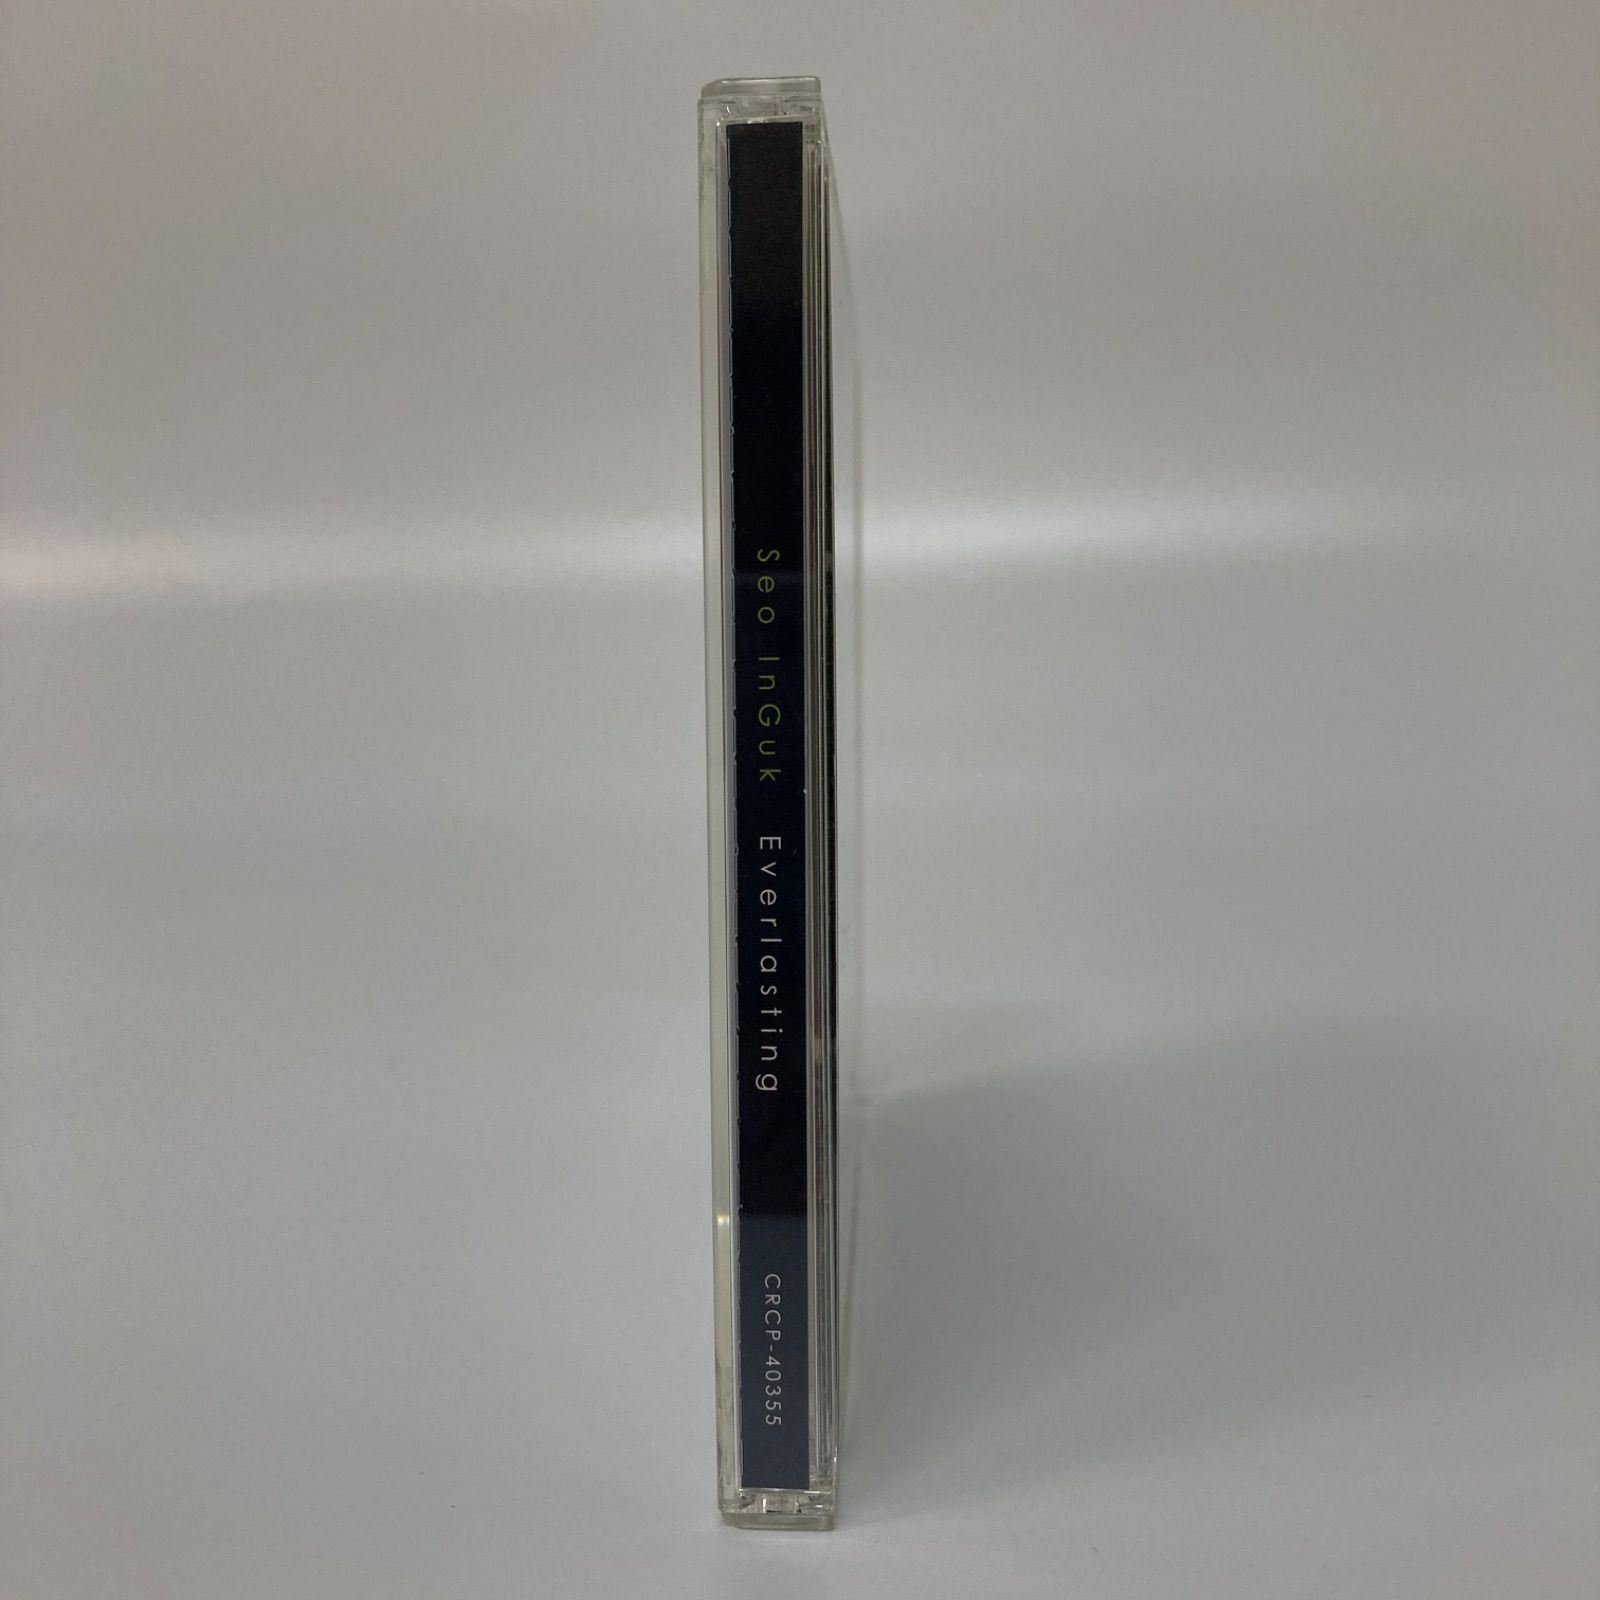 Seo InGuk Everlasting
CRCP-40355